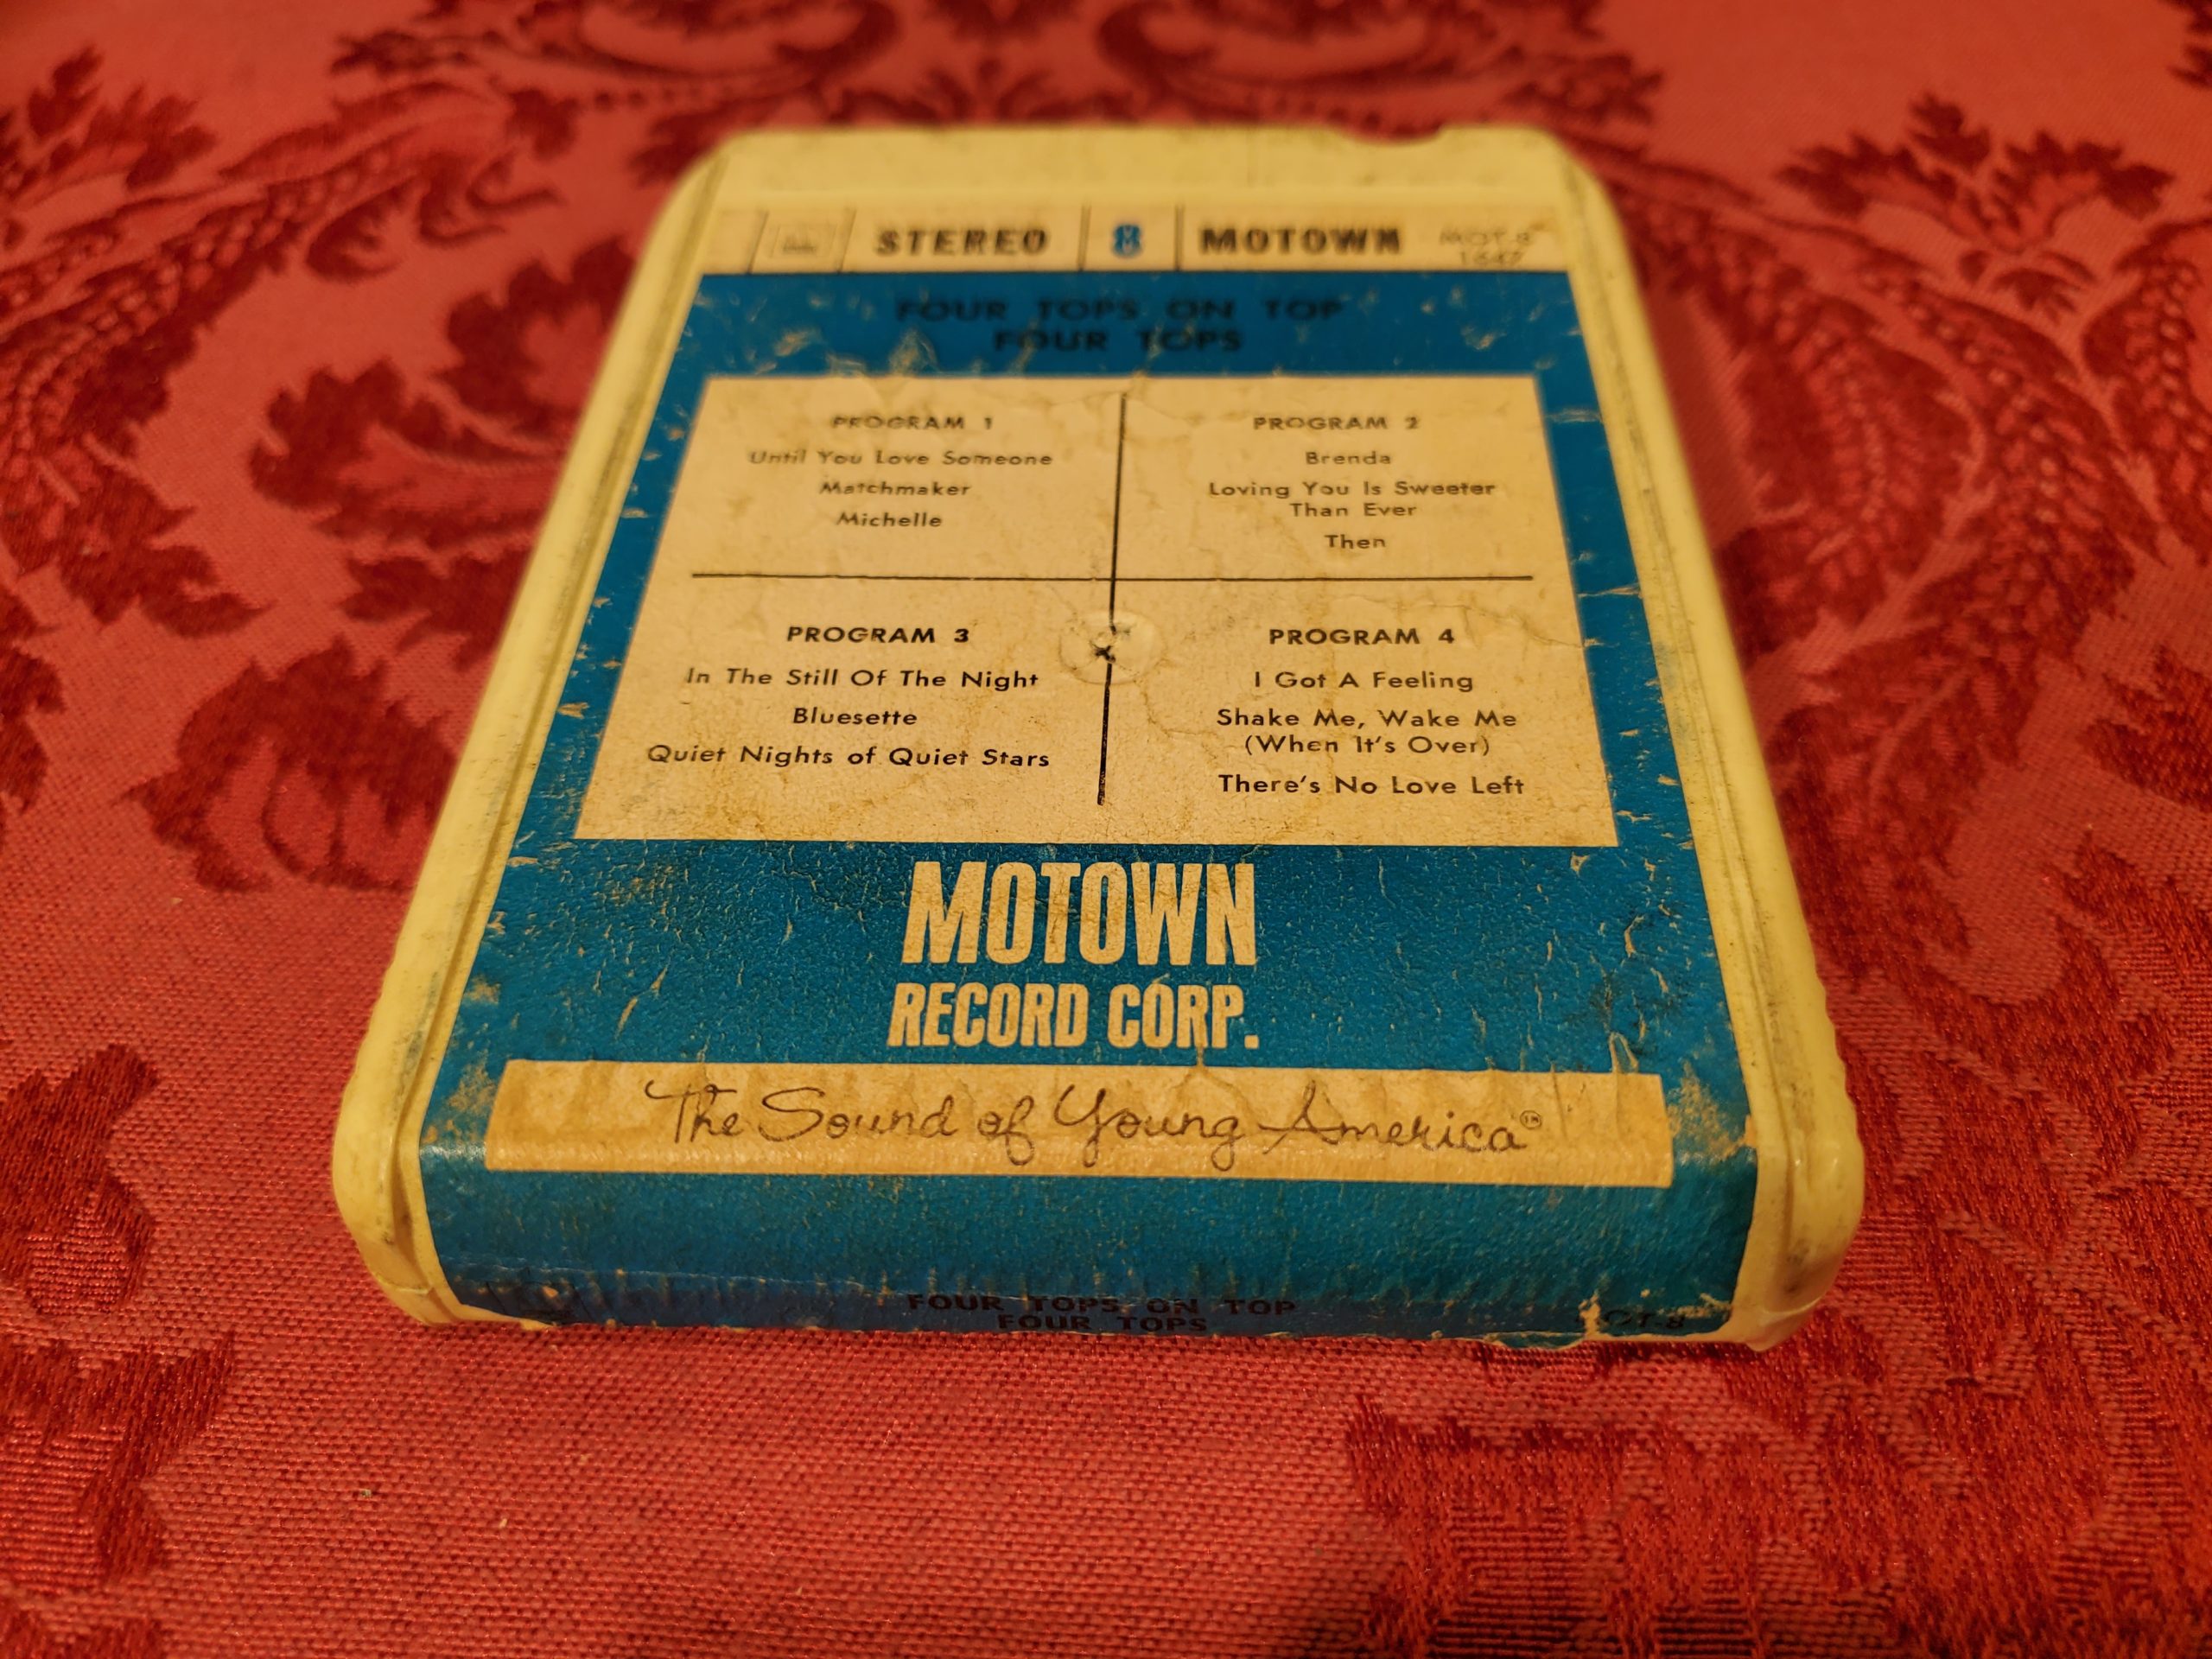 STEREO 8 MOTOWN MOT-8
1647
FOUR TOPS ON TOP
FOUR TOPS
PROGRAM 1
Until You Love Someone
Matchmaker
Michelle
PROGRAM 2
Brenda
Loving You Is Sweeter
Than Ever
Then
PROGRAM 3
In The Still Of The Night
Bluesette
Quiet Nights of Quiet Stars
PROGRAM 4
I Got A Feeling
Shake Me, Wake Me
(When It's Over)
There's No Love Left
MOTOWN
RECORD CORP.
The Sound of Young America
FOUR TOPS ON TOP
FOUR TOPS